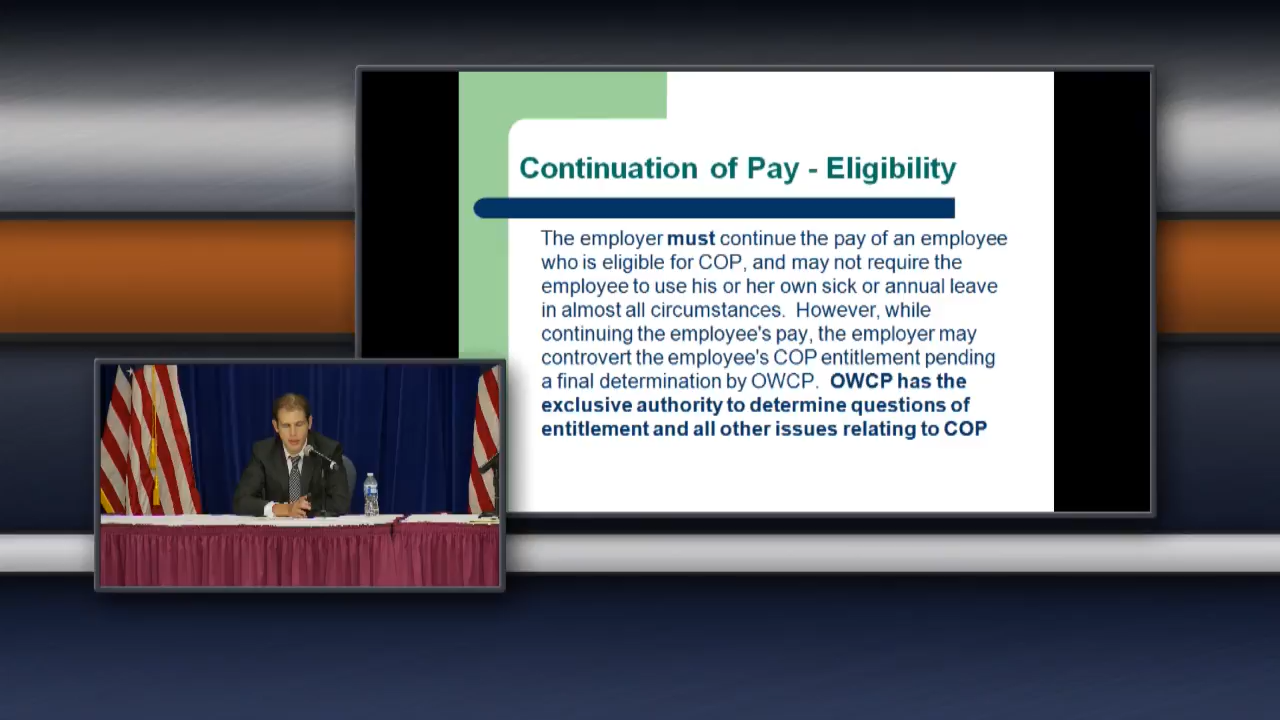 Continuation of Pay - Eligibility
The employer must continue the pay of an employee
who is eligible for COP, and may not require the
employee to use his or her own sick or annual leave
in almost all circumstances. However, while
continuing the employee's pay, the employer may
controvert the employee's COP entitlement pending
a final determination by OWCP. OWCP has the
exclusive authority to determine questions of
entitlement and all other issues relating to COP